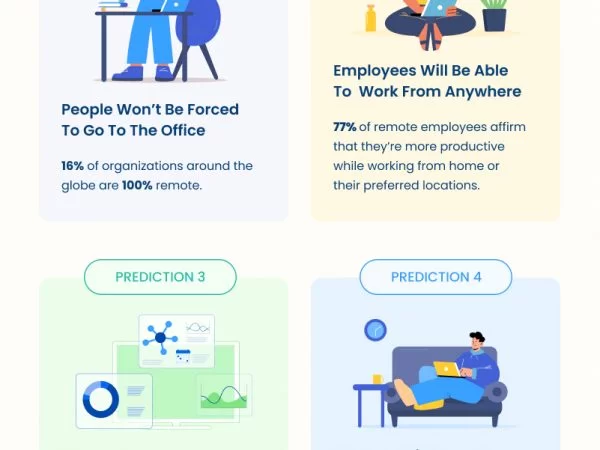 People Won't Be Forced
To Go To The Office
16% of organizations around the
globe are 100% remote.
Employees Will Be Able
To Work From Anywhere
77% of remote employees affirm
that they're more productive
while working from home or
their preferred locations.
PREDICTION 3
PREDICTION 4